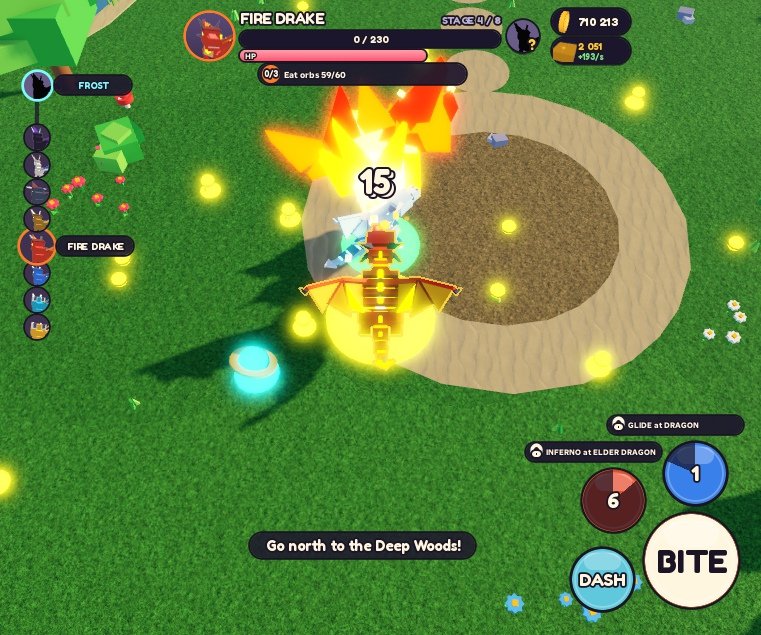 FIRE DRAKE
STAGE 4 / 8
?
710 213
0 / 230
2 051
+193/s
HP
0/3 Eat orbs 59/60
FROST
15
FIRE DRAKE
GLIDE at DRAGON
INFERNO at ELDER DRAGON
1
6
Go north to the Deep Woods!
BITE
DASH